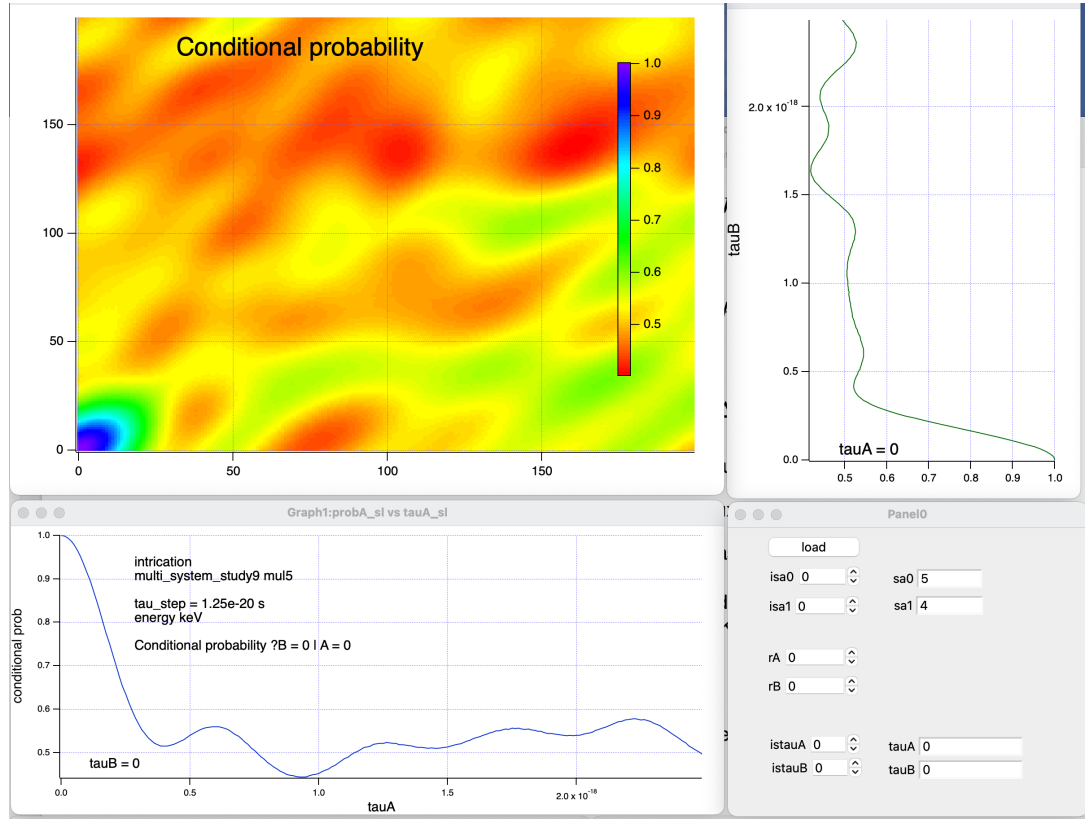 Conditional probability
1.0
0.9
0.8
0.7
0.6
0.5
150
100
50
0
0
50
100
150
2.0 x 10⁻¹⁸
1.5
1.0
0.5
0.0
tauB
tauA = 0
0.5
0.6
0.7
0.8
0.9
1.0
Graph1:probA_sl vs tauA_sl
1.0
0.9
0.8
0.7
0.6
0.5
conditional prob
intrication
multi_system_study9 mul5
tau_step = 1.25e-20 s
energy keV
Conditional probability ?B = 0 l A = 0
tauB = 0
0.0
0.5
1.0
1.5
2.0 x 10⁻¹⁸
tauA
Panel0
load
isa0 0
sa0 5
isa1 0
sa1 4
rA 0
rB 0
istauA 0
tauA 0
istauB 0
tauB 0